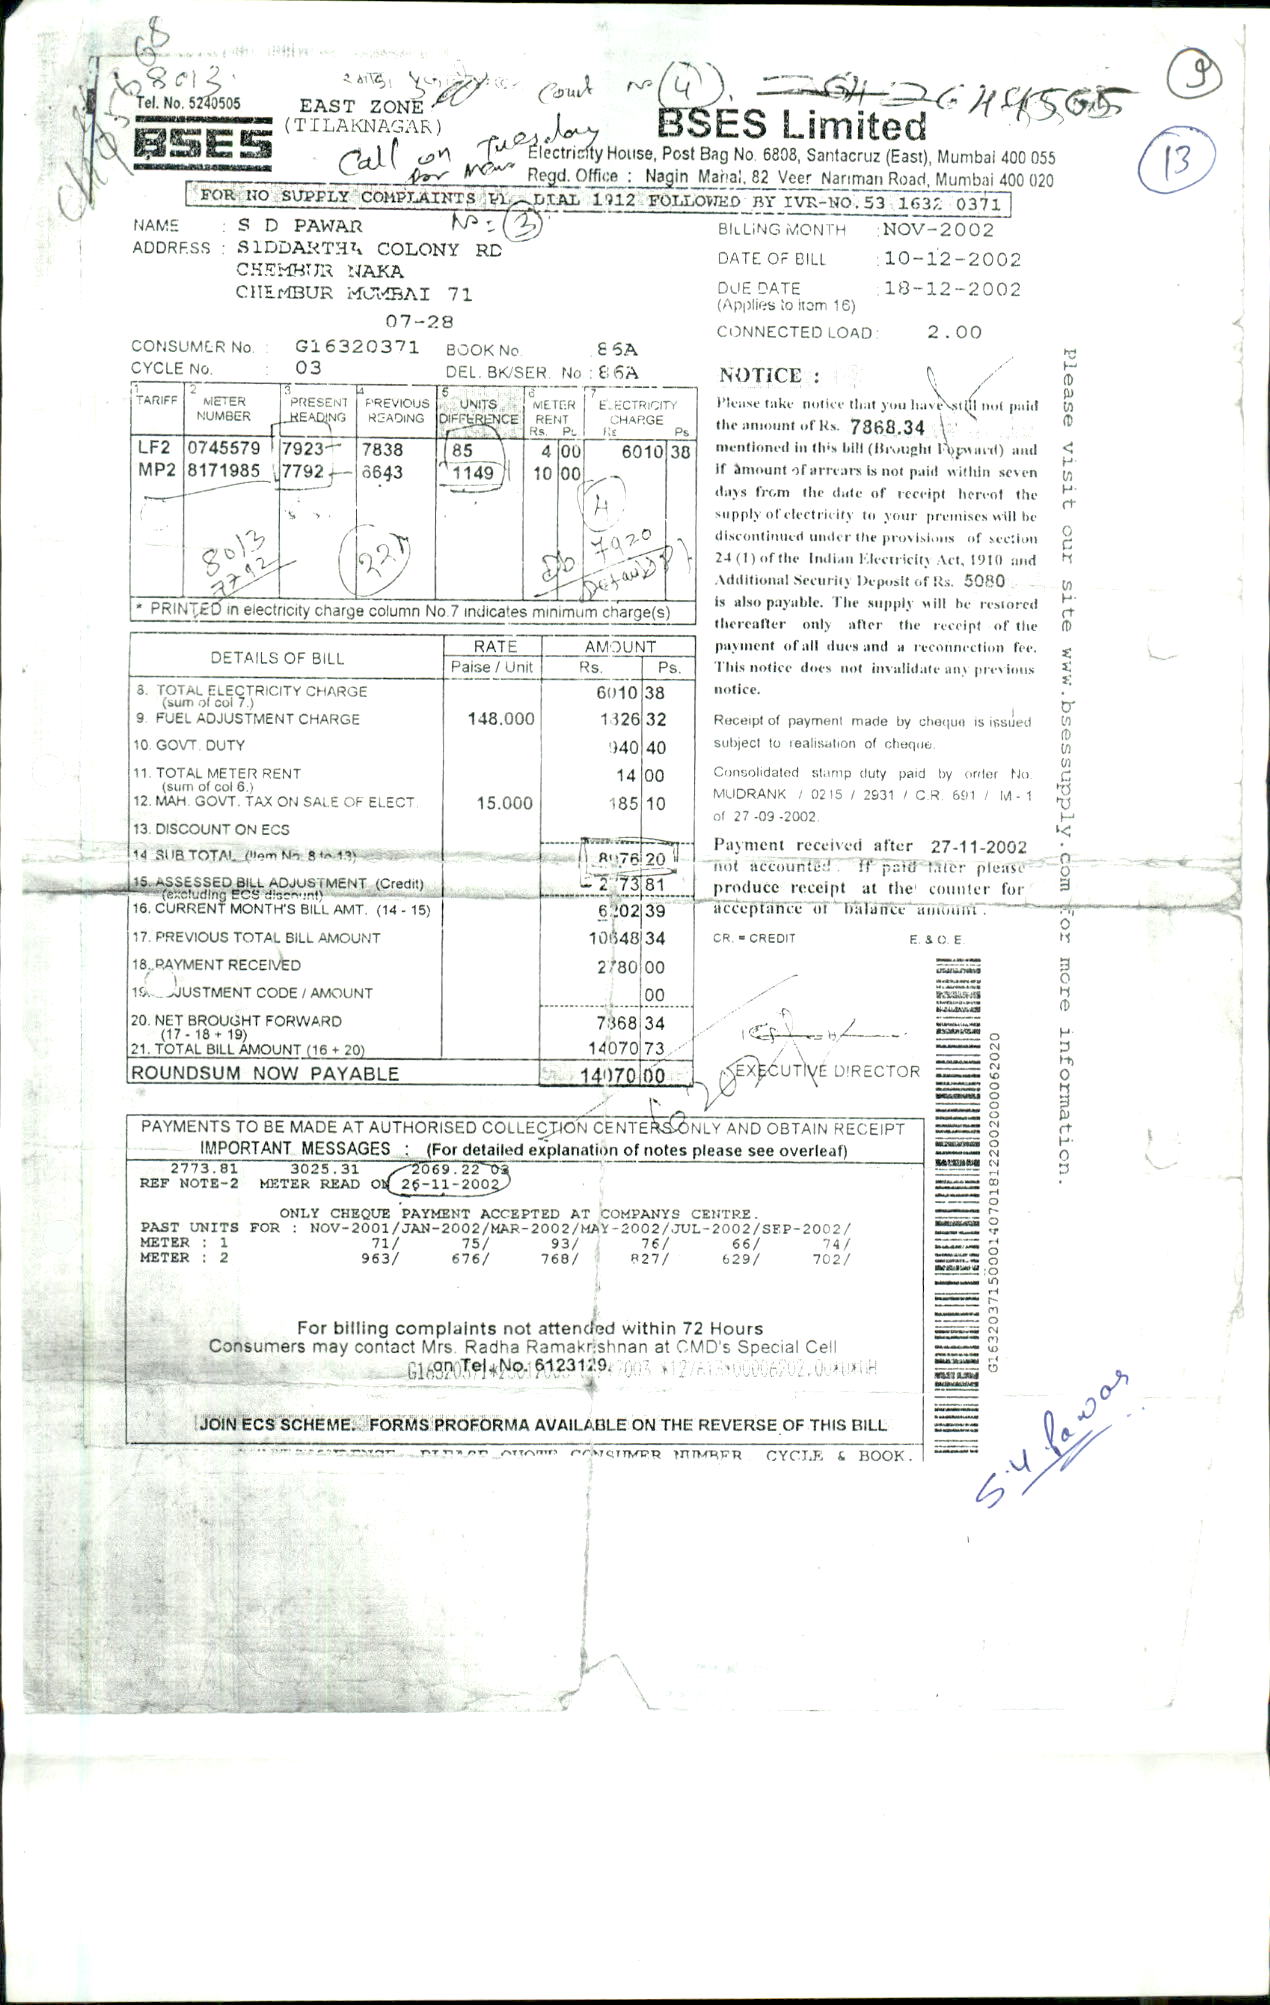 8013
Tel. No. 5240505
EAST ZONE
(TILAKNAGAR)
Court No (4)
9
13
BSES
Call on Tuesday
BSES Limited
Electricity House, Post Bag No. 6808, Santacruz (East), Mumbai 400 055
Regd. Office : Nagin Mahal, 82 Veer Nariman Road, Mumbai 400 020
FOR NO SUPPLY COMPLAINTS PL. DIAL 1912 FOLLOWED BY IVR-NO. 53 1632 0371
No = (3)
NAME : S D PAWAR
ADDRESS : SIDDARTH4 COLONY RD
CHEMBUR NAKA
CHEMBUR MUMBAI 71
07-28
BILLING MONTH : NOV-2002
DATE OF BILL : 10-12-2002
DUE DATE : 18-12-2002
(Applies to item 16)
CONNECTED LOAD : 2.00
CONSUMER No. : G16320371 BOOK No. : 86A
CYCLE No. : 03 DEL. BK/SER. No : 86A
1 TARIFF 2 METER NUMBER 3 PRESENT READING 4 PREVIOUS READING 5 UNITS DIFFERENCE 6 METER RENT Rs. Ps. 7 ELECTRICITY CHARGE Rs Ps
LF2 0745579 7923 7838 85 4 00 6010 38
MP2 8171985 7792 6643 1149 10 00
4
8013
7792
221
7920
* PRINTED in electricity charge column No.7 indicates minimum charge(s)
NOTICE :
Please take notice that you have still not paid
the amount of Rs. 7868.34
mentioned in this bill (Brought Forward) and
if amount of arrears is not paid within seven
days from the date of receipt hereof the
supply of electricity to your premises will be
discontinued under the provisions of section
24 (1) of the Indian Electricity Act, 1910 and
Additional Security Deposit of Rs. 5080
is also payable. The supply will be restored
thereafter only after the receipt of the
payment of all dues and a reconnection fee.
This notice does not invalidate any previous
notice.
Receipt of payment made by cheque is issued
subject to realisation of cheque.
Consolidated stamp duty paid by order No.
MUDRANK / 0215 / 2931 / C.R. 691 / M - 1
of 27 -09 -2002.
Payment received after 27-11-2002
not accounted. If paid later please
produce receipt at the counter for
acceptance of balance amount.
CR. = CREDIT E. & O. E.
DETAILS OF BILL RATE Paise / Unit AMOUNT Rs. Ps.
8. TOTAL ELECTRICITY CHARGE 6010 38
(sum of col 7.)
9. FUEL ADJUSTMENT CHARGE 148.000 1826 32
10. GOVT. DUTY 940 40
11. TOTAL METER RENT 14 00
(sum of col 6.)
12. MAH. GOVT. TAX ON SALE OF ELECT. 15.000 185 10
13. DISCOUNT ON ECS
14. SUB TOTAL (Item No. 8 to 13) 8976 20
15. ASSESSED BILL ADJUSTMENT (Credit) 2773 81
(excluding ECS discount)
16. CURRENT MONTH'S BILL AMT. (14 - 15) 6202 39
17. PREVIOUS TOTAL BILL AMOUNT 10648 34
18. PAYMENT RECEIVED 2780 00
19. JUSTMENT CODE / AMOUNT 00
20. NET BROUGHT FORWARD 7868 34
(17 - 18 + 19)
21. TOTAL BILL AMOUNT (16 + 20) 14070 73
ROUNDSUM NOW PAYABLE 14070 00
EXECUTIVE DIRECTOR
PAYMENTS TO BE MADE AT AUTHORISED COLLECTION CENTERS ONLY AND OBTAIN RECEIPT
IMPORTANT MESSAGES : (For detailed explanation of notes please see overleaf)
2773.81 3025.31 2069.22 03
REF NOTE-2 METER READ ON 26-11-2002
ONLY CHEQUE PAYMENT ACCEPTED AT COMPANYS CENTRE.
PAST UNITS FOR : NOV-2001/JAN-2002/MAR-2002/MAY-2002/JUL-2002/SEP-2002/
METER : 1 71/ 75/ 93/ 76/ 66/ 74/
METER : 2 963/ 676/ 768/ 827/ 629/ 702/
For billing complaints not attended within 72 Hours
Consumers may contact Mrs. Radha Ramakrishnan at CMD's Special Cell
on Tel. No. : 6123129.
JOIN ECS SCHEME. FORMS PROFORMA AVAILABLE ON THE REVERSE OF THIS BILL
PLEASE QUOTE CONSUMER NUMBER CYCLE & BOOK.
Please visit our site www.bsessupply.com for more information.
G163203715000140701812200200006202​0
S.Y. Pawar